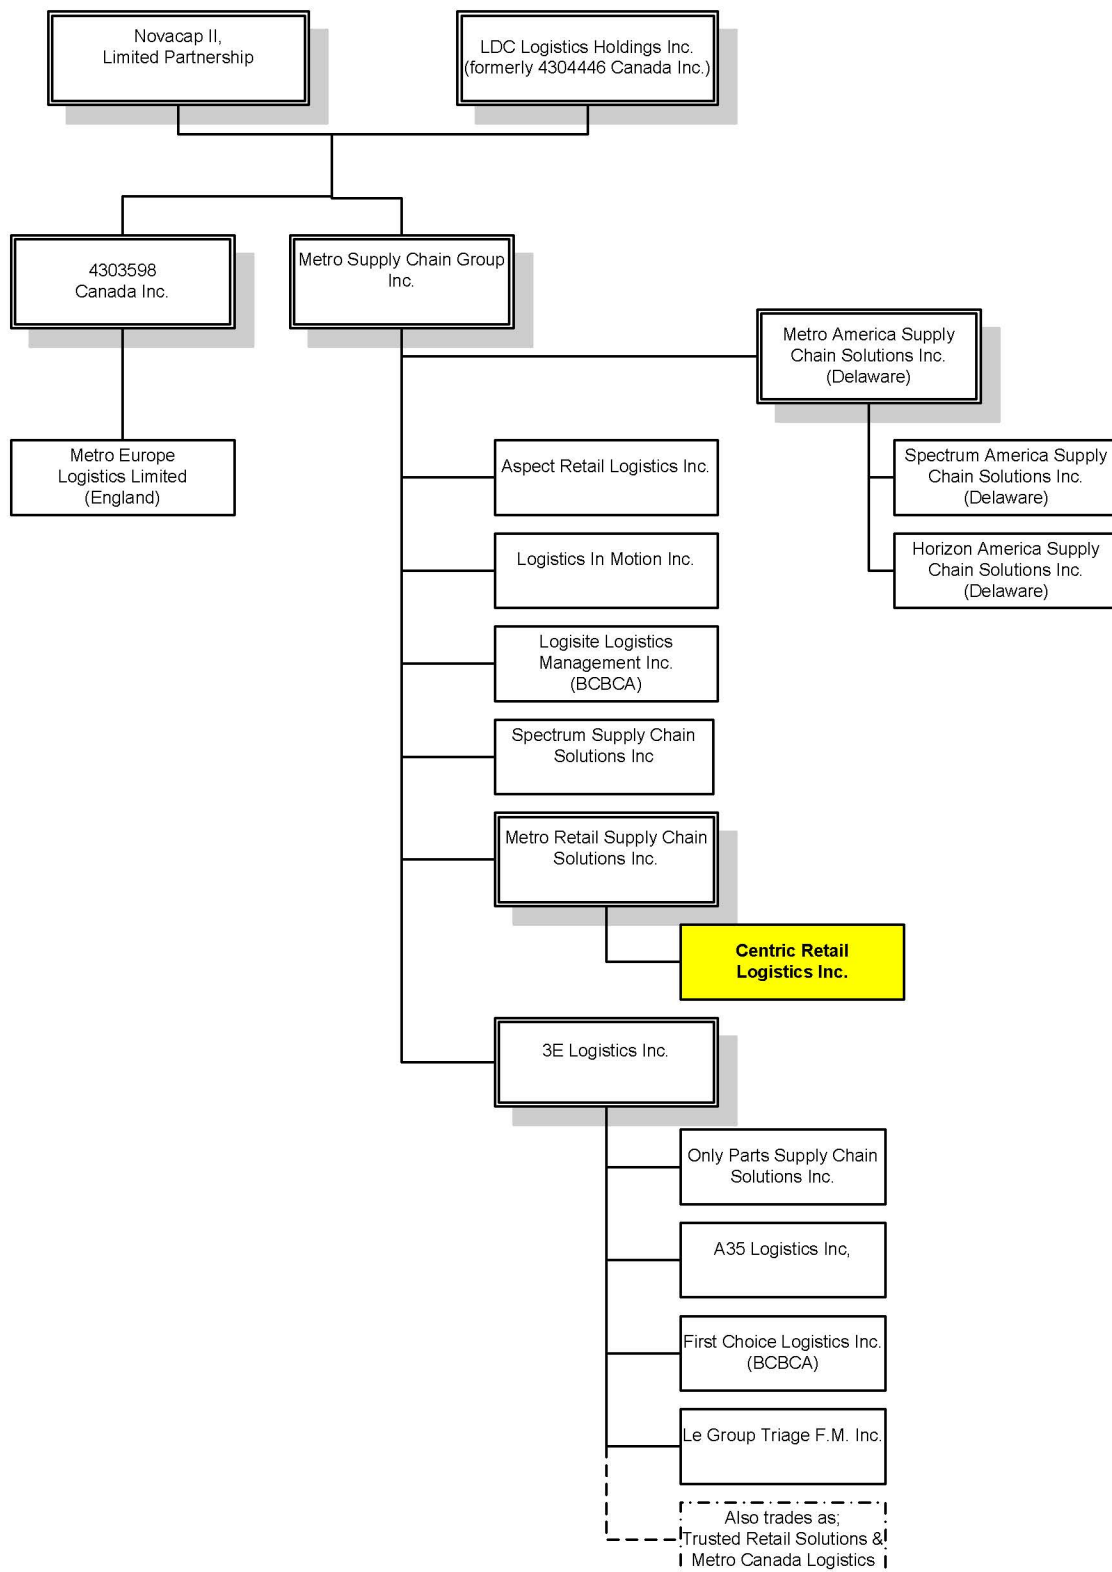 Novacap II,
Limited Partnership
LDC Logistics Holdings Inc.
(formerly 4304446 Canada Inc.)
4303598
Canada Inc.
Metro Supply Chain Group
Inc.
Metro America Supply
Chain Solutions Inc.
(Delaware)
Metro Europe
Logistics Limited
(England)
Aspect Retail Logistics Inc.
Spectrum America Supply
Chain Solutions Inc.
(Delaware)
Logistics In Motion Inc.
Horizon America Supply
Chain Solutions Inc.
(Delaware)
Logisite Logistics
Management Inc.
(BCBCA)
Spectrum Supply Chain
Solutions Inc
Metro Retail Supply Chain
Solutions Inc.
Centric Retail
Logistics Inc.
3E Logistics Inc.
Only Parts Supply Chain
Solutions Inc.
A35 Logistics Inc,
First Choice Logistics Inc.
(BCBCA)
Le Group Triage F.M. Inc.
Also trades as;
Trusted Retail Solutions &
Metro Canada Logistics